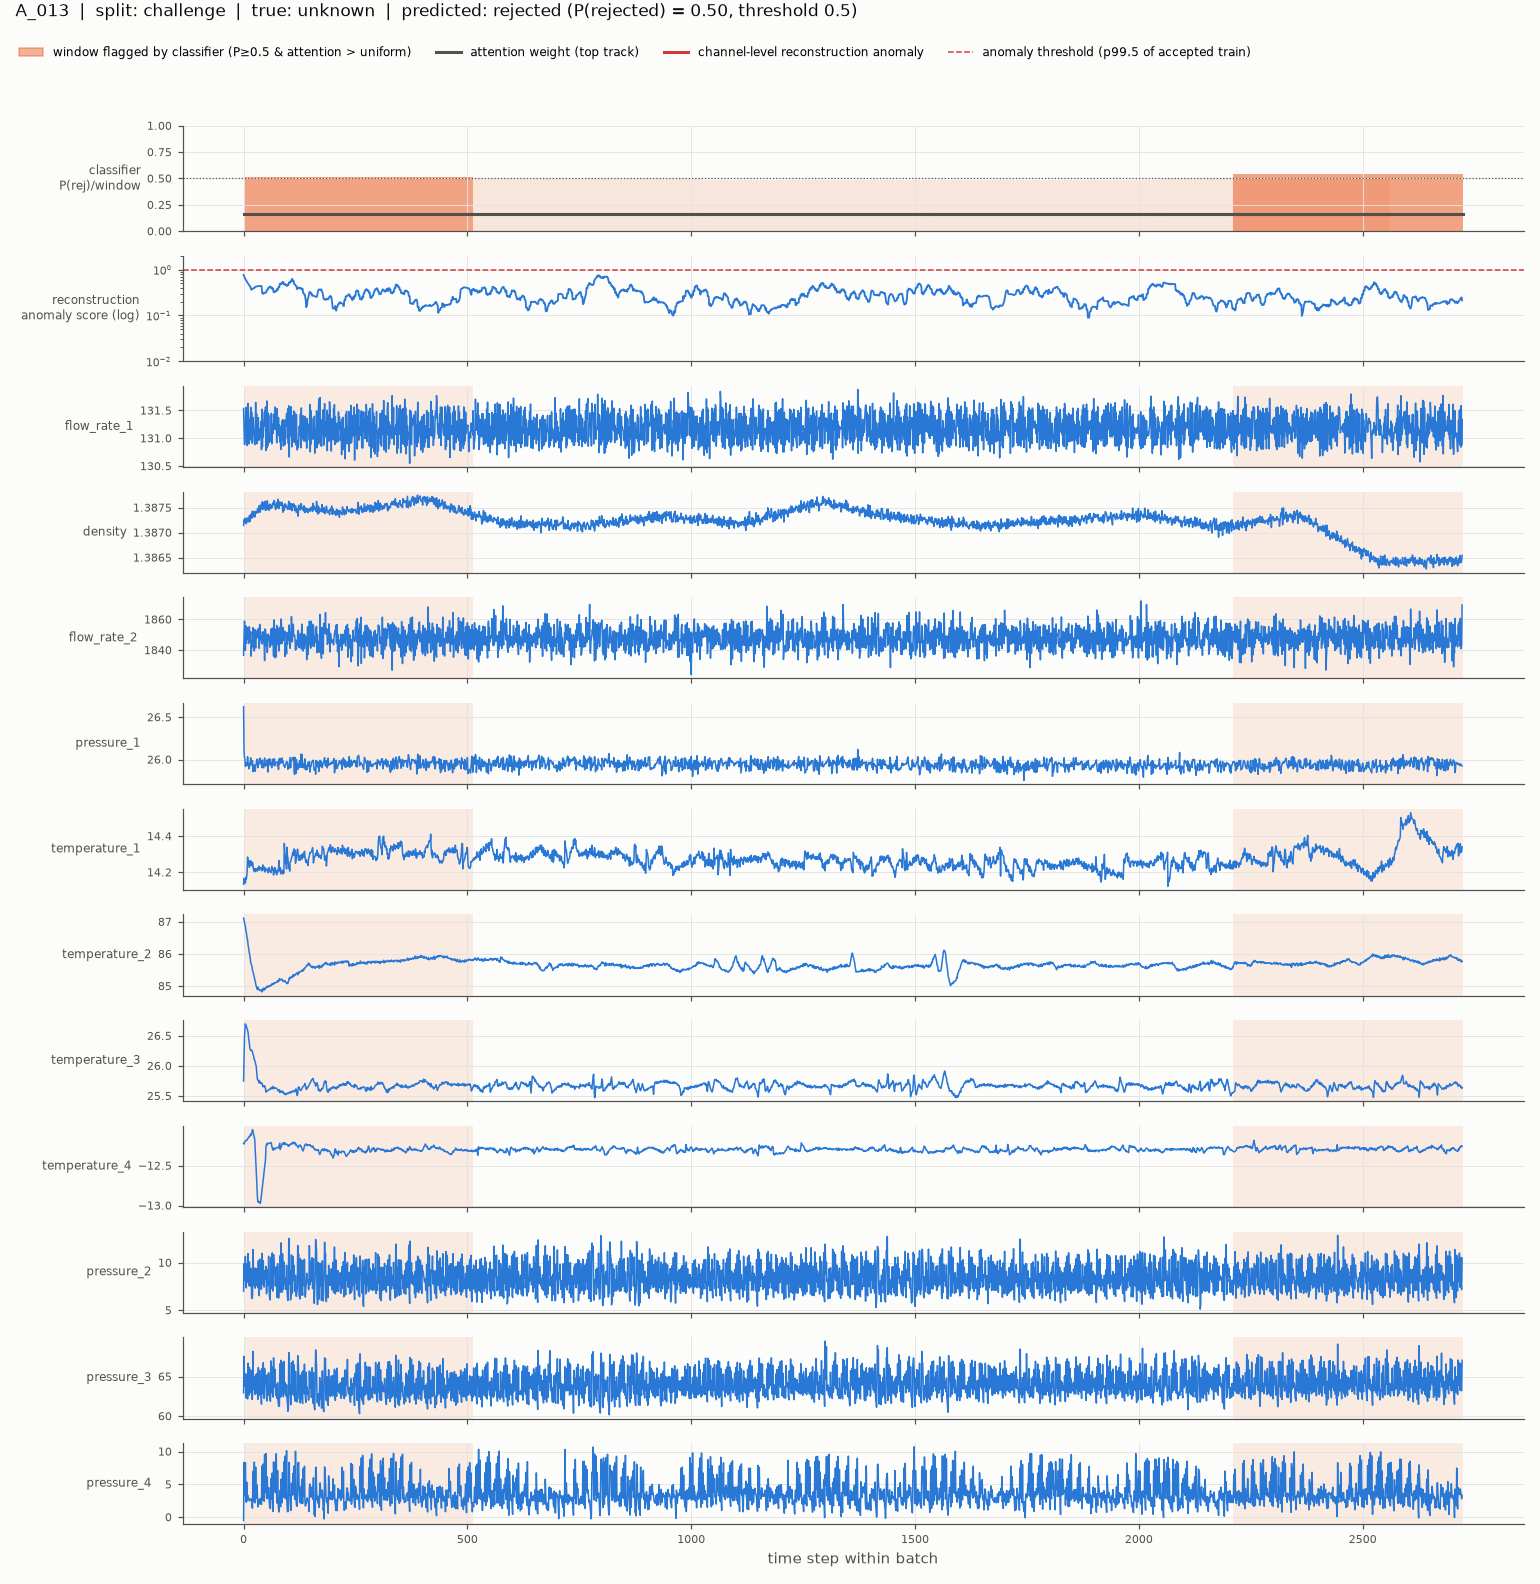 A_013 | split: challenge | true: unknown | predicted: rejected (P(rejected) = 0.50, threshold 0.5)
window flagged by classifier (P≥0.5 & attention > uniform) attention weight (top track) channel-level reconstruction anomaly anomaly threshold (p99.5 of accepted train)
1.00
0.75
0.50
0.25
0.00
classifier
P(rej)/window
10⁰
10⁻¹
10⁻²
reconstruction
anomaly score (log)
131.5
131.0
130.5
flow_rate_1
1.3875
1.3870
1.3865
density
1860
1840
flow_rate_2
26.5
26.0
pressure_1
14.4
14.2
temperature_1
87
86
85
temperature_2
26.5
26.0
25.5
temperature_3
−12.5
−13.0
temperature_4
10
5
pressure_2
65
60
pressure_3
10
5
0
pressure_4
0 500 1000 1500 2000 2500
time step within batch